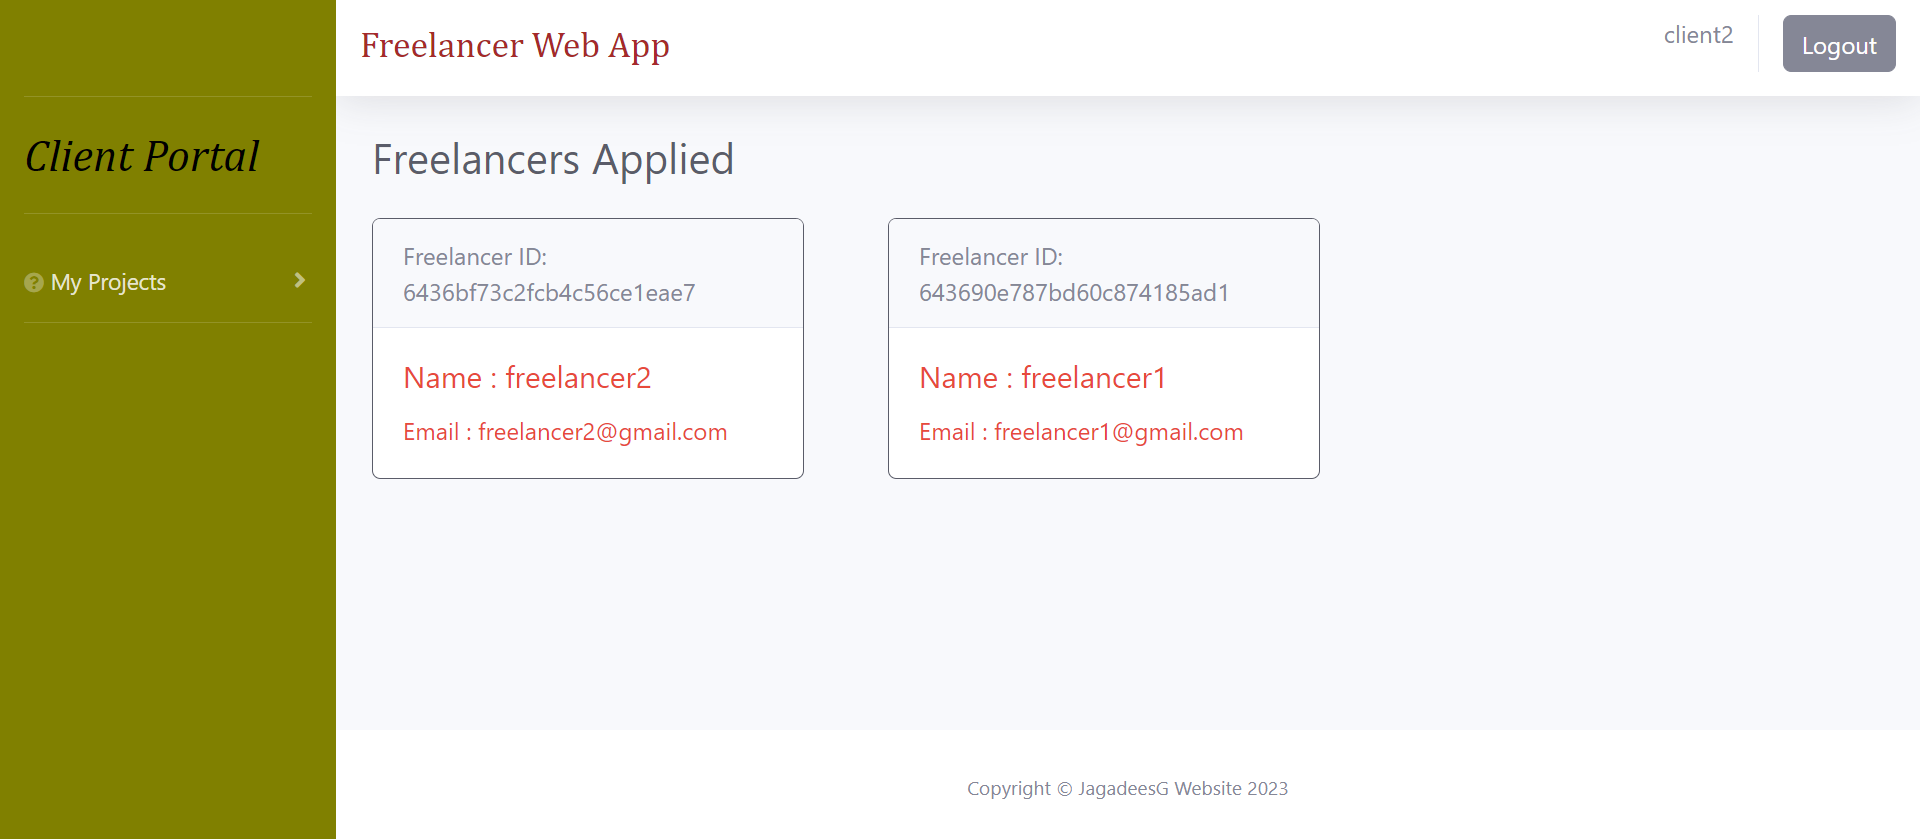 Freelancer Web App
client2
Logout
Client Portal
My Projects
Freelancers Applied
Freelancer ID:
6436bf73c2fcb4c56ce1eae7
Name : freelancer2
Email : freelancer2@gmail.com
Freelancer ID:
643690e787bd60c874185ad1
Name : freelancer1
Email : freelancer1@gmail.com
Copyright © JagadeesG Website 2023